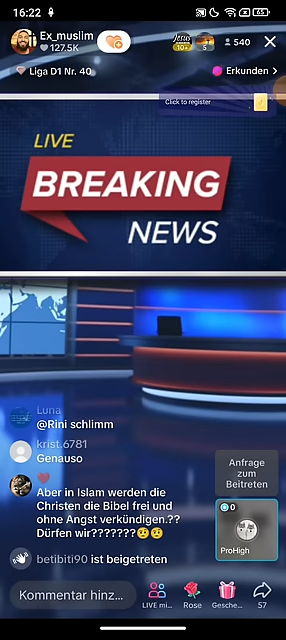 16:22
65
Ex_muslim
127.5K
Jesus
10+
5
540
Liga D1 Nr. 40
Erkunden >
Click to register
LIVE
BREAKING
NEWS
Luna
@Rini schlimm
krist.6781
Genauso
Aber in Islam werden die
Christen die Bibel frei und
ohne Angst verkündigen.??
Dürfen wir???????🤨🤨
betibiti90 ist beigetreten
Anfrage
zum
Beitreten
0
ProHigh
Kommentar hinz...
LIVE mi...
Rose
Gesche...
57